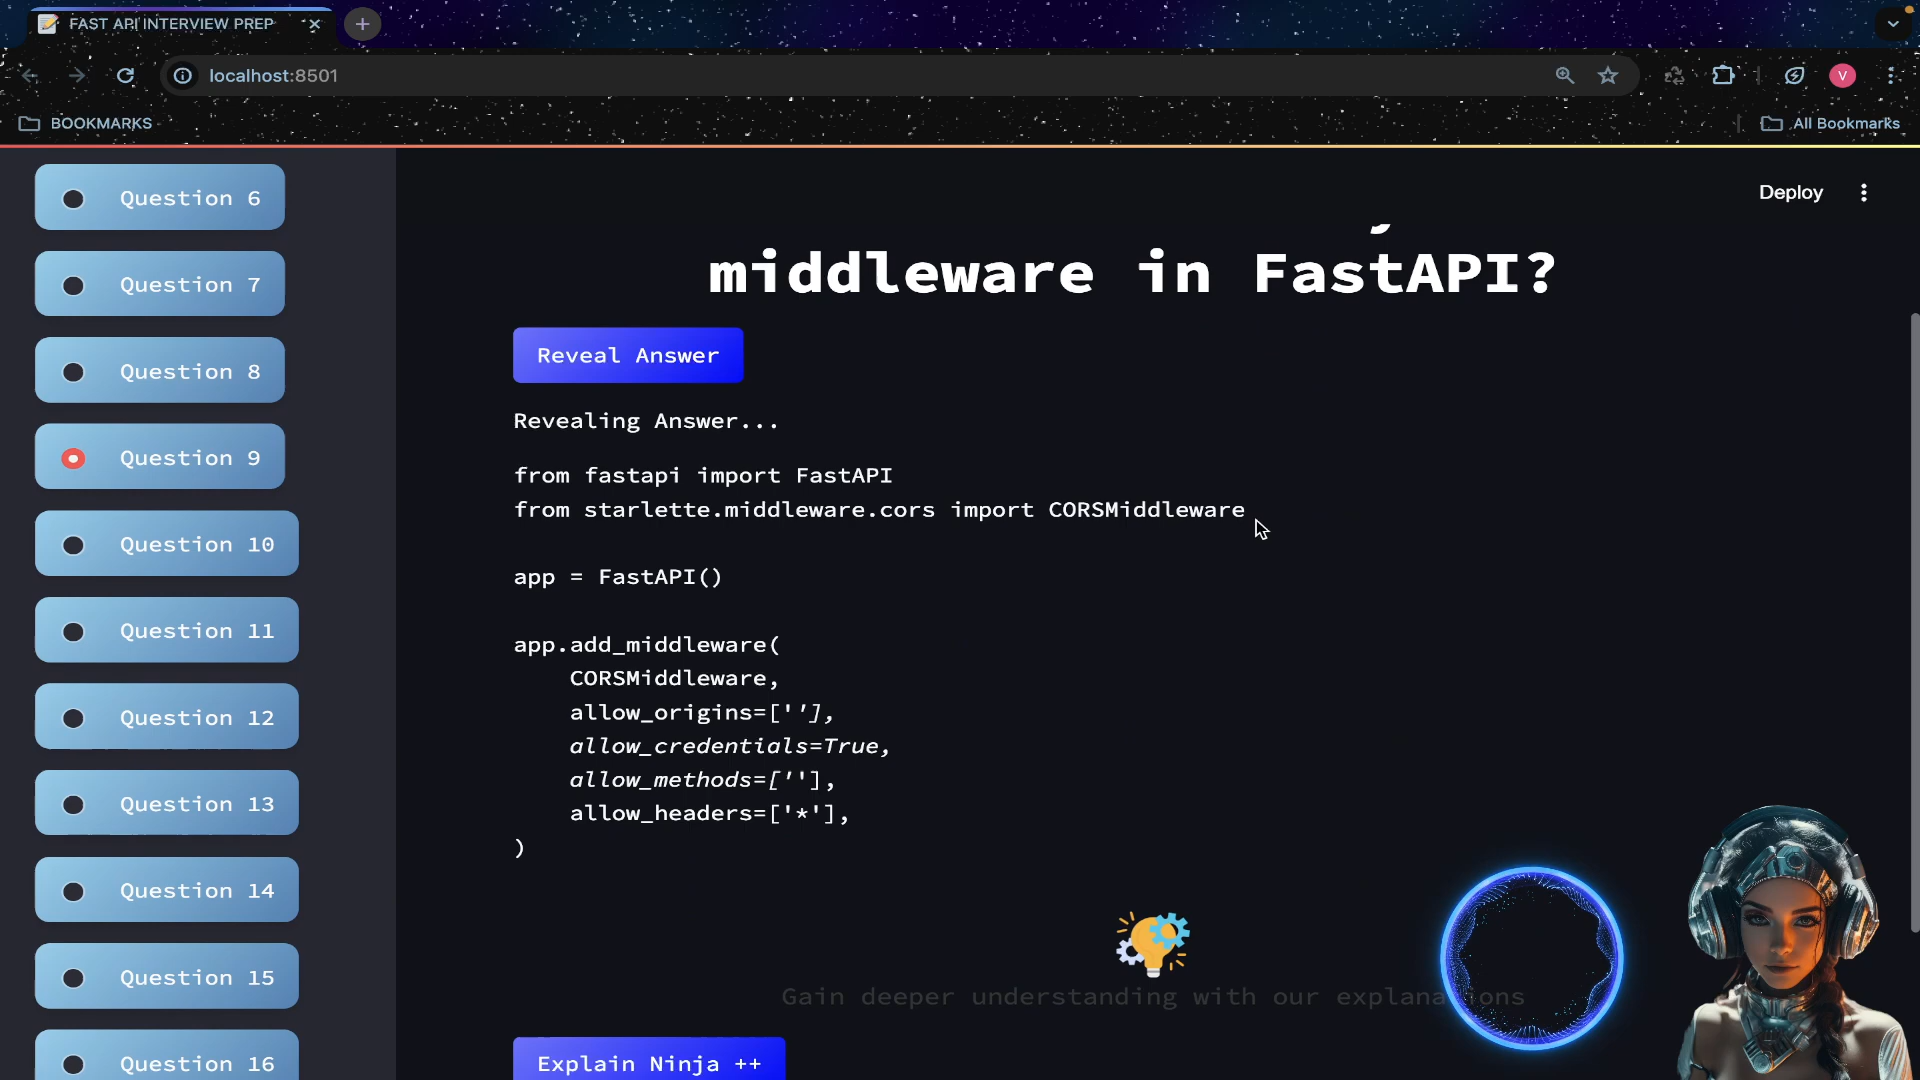 FAST API INTERVIEW PREP
localhost:8501
V
BOOKMARKS
All Bookmarks
Question 6
Question 7
Question 8
Question 9
Question 10
Question 11
Question 12
Question 13
Question 14
Question 15
Question 16
Deploy
middleware in FastAPI?
Reveal Answer
Revealing Answer...
from fastapi import FastAPI
from starlette.middleware.cors import CORSMiddleware
app = FastAPI()
app.add_middleware(
CORSMiddleware,
allow_origins=[''],
allow_credentials=True,
allow_methods=[''],
allow_headers=['*'],
)
Gain deeper understanding with our explanations
Explain Ninja ++